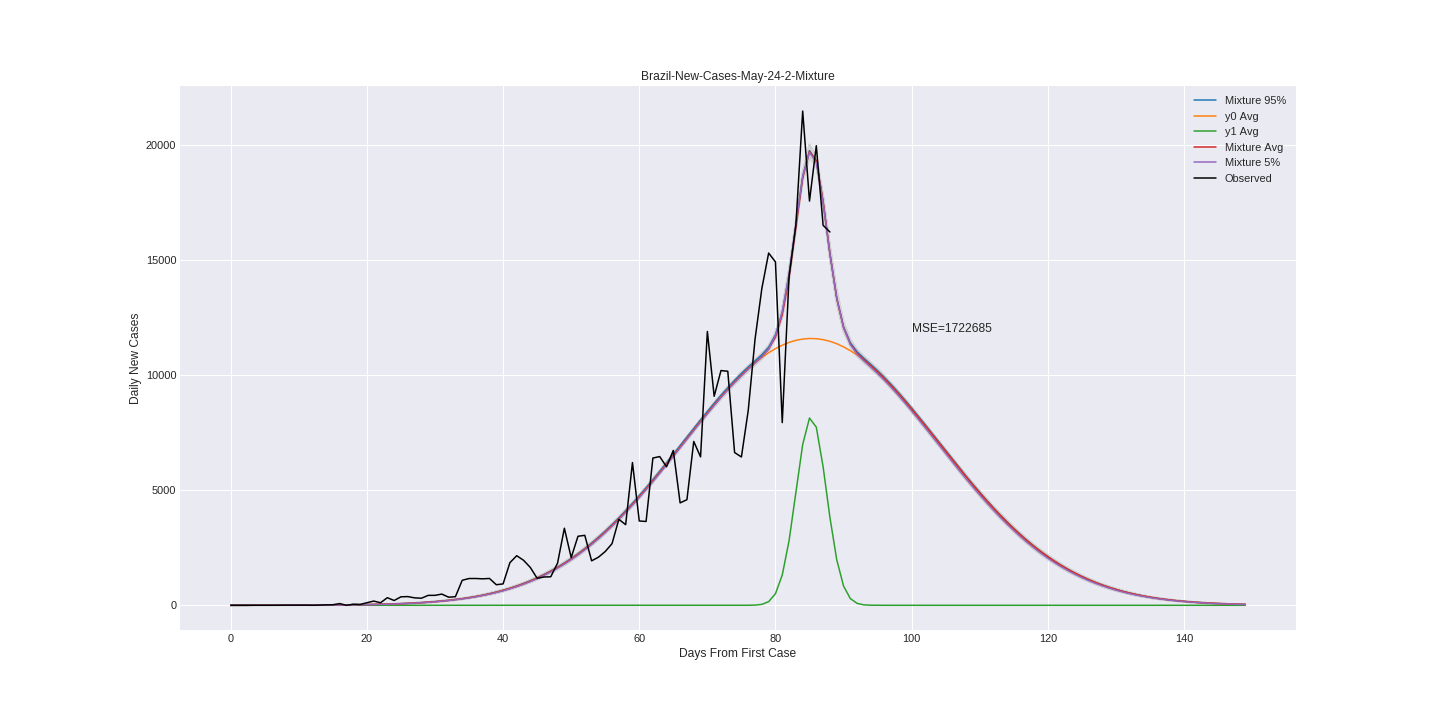 Brazil-New-Cases-May-24-2-Mixture
Mixture 95%
y0 Avg
y1 Avg
Mixture Avg
Mixture 5%
Observed
MSE=1722685
Daily New Cases
20000
15000
10000
5000
0
0 20 40 60 80 100 120 140
Days From First Case